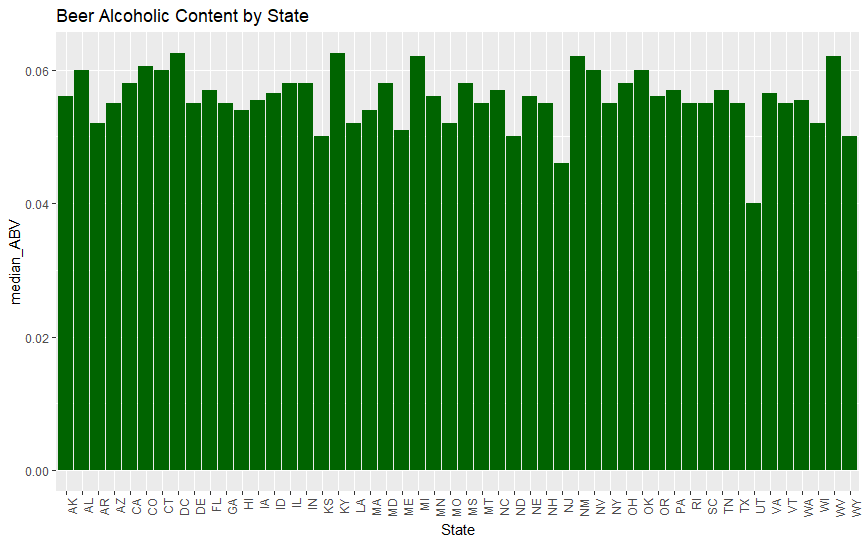 Beer Alcoholic Content by State
median_ABV
0.06
0.04
0.02
0.00
AK AL AR AZ CA CO CT DC DE FL GA HI IA ID IL IN KS KY LA MA MD ME MI MN MO MS MT NC ND NE NH NJ NM NV NY OH OK OR PA RI SC TN TX UT VA VT WA WI WV WY
State